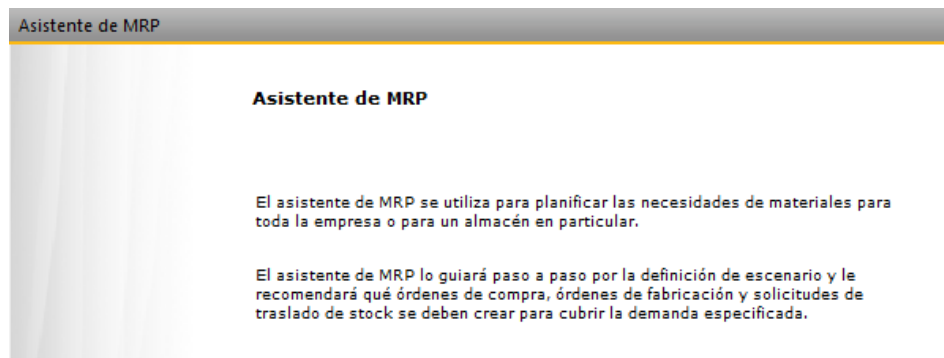 Asistente de MRP
Asistente de MRP
El asistente de MRP se utiliza para planificar las necesidades de materiales para
toda la empresa o para un almacén en particular.
El asistente de MRP lo guiará paso a paso por la definición de escenario y le
recomendará qué órdenes de compra, órdenes de fabricación y solicitudes de
traslado de stock se deben crear para cubrir la demanda especificada.